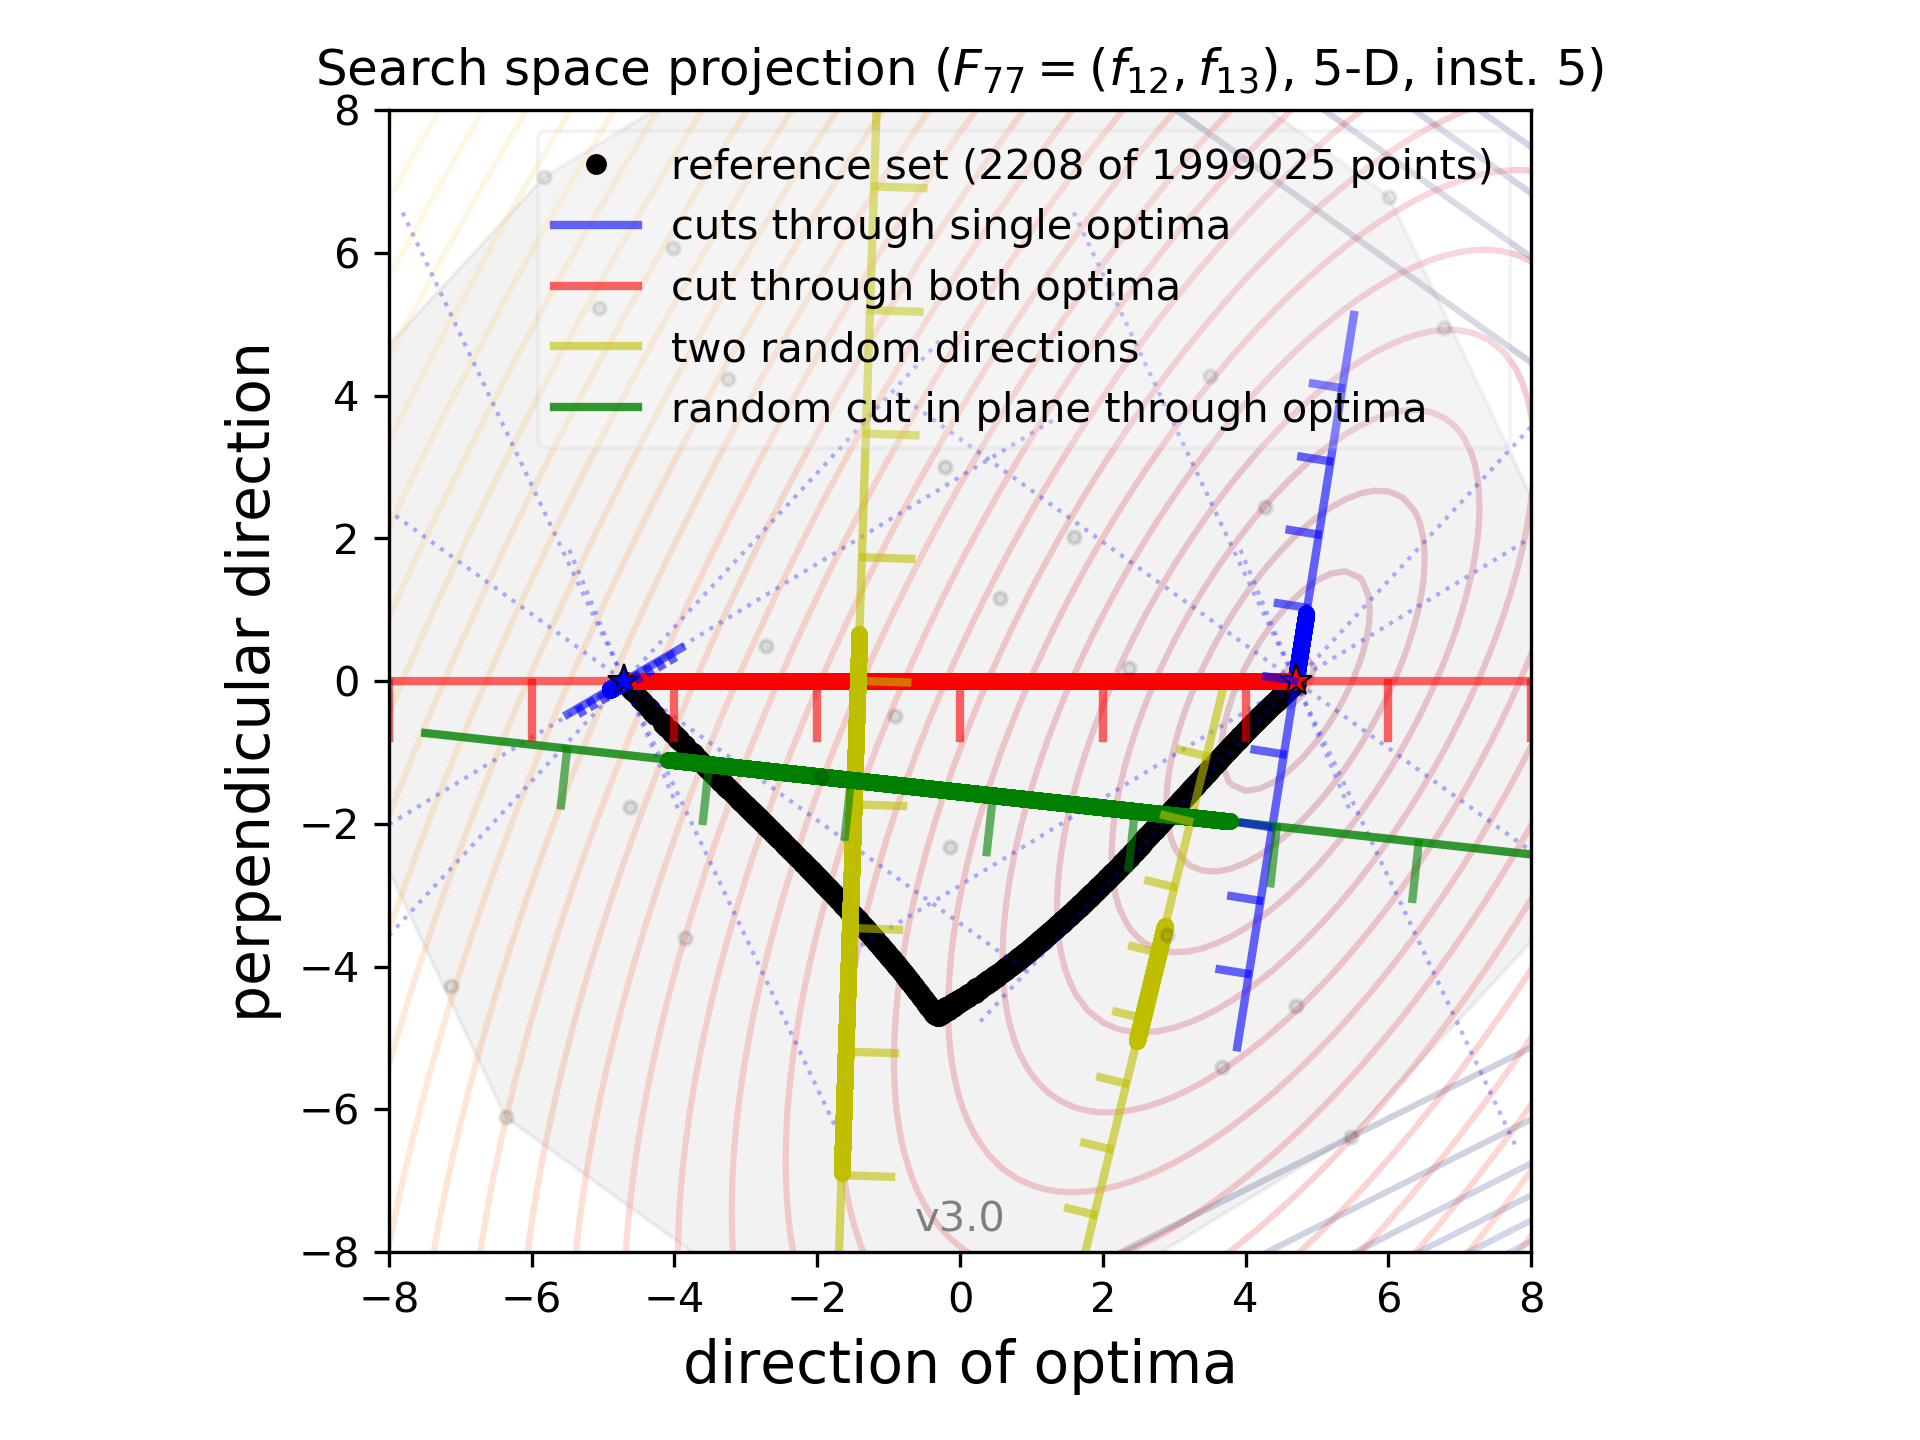 Search space projection (F77 = (f12, f13), 5-D, inst. 5)
reference set (2208 of 1999025 points)
cuts through single optima
cut through both optima
two random directions
random cut in plane through optima
perpendicular direction
8
6
4
2
0
−2
−4
−6
−8
v3.0
−8 −6 −4 −2 0 2 4 6 8
direction of optima